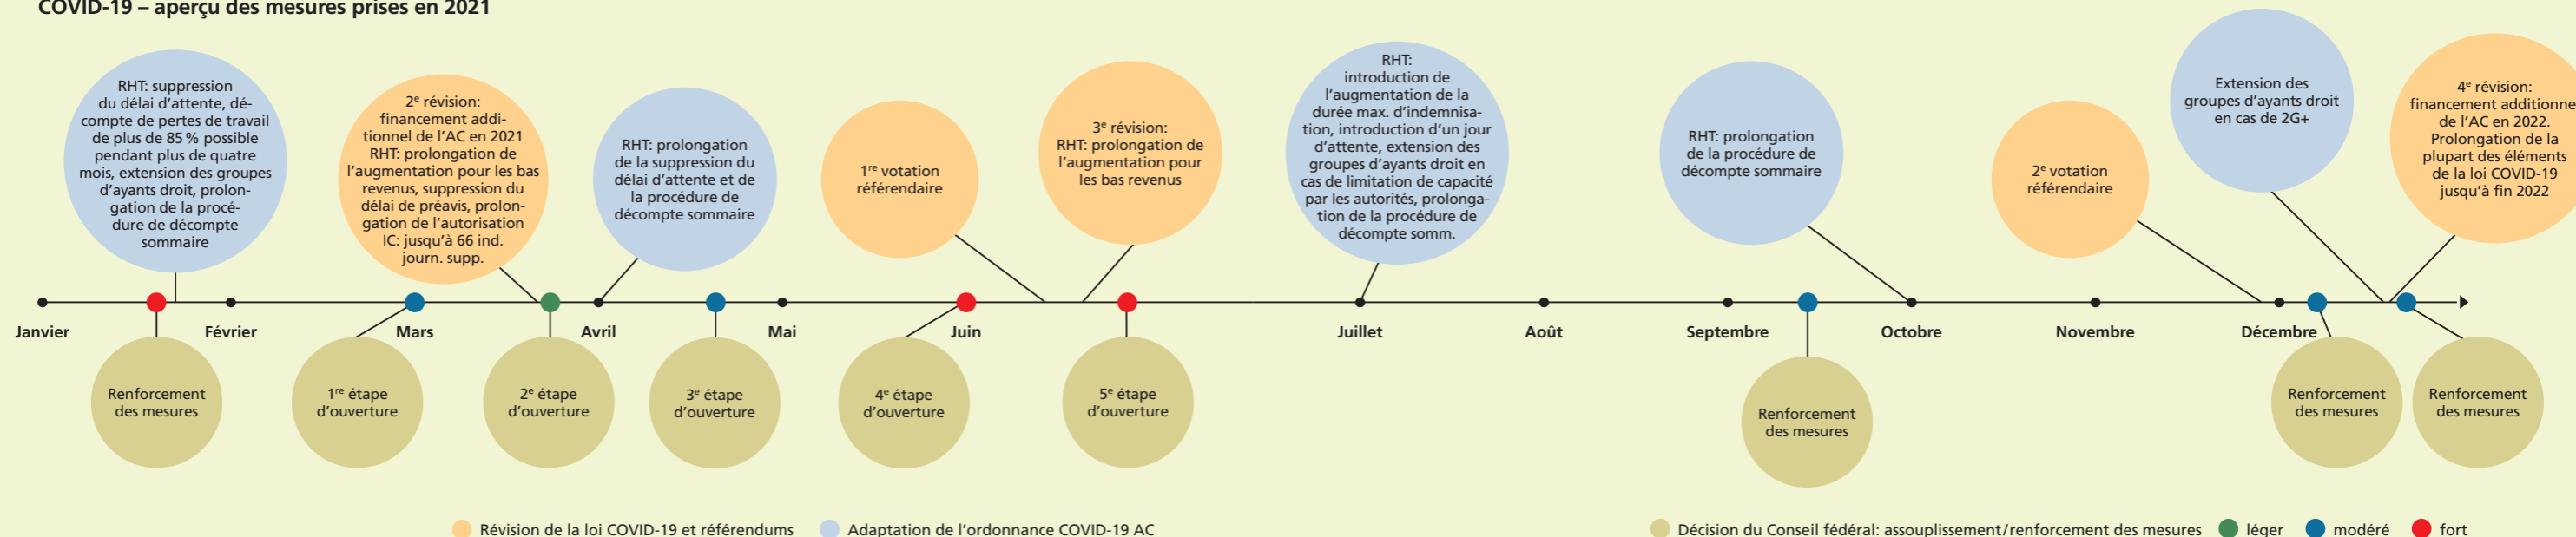 COVID-19 – aperçu des mesures prises en 2021
RHT: suppression
du délai d'attente, dé-
compte de pertes de travail
de plus de 85 % possible
pendant plus de quatre
mois, extension des groupes
d'ayants droit, prolon-
gation de la procé-
dure de décompte
sommaire
2e révision:
financement addi-
tionnel de l'AC en 2021
RHT: prolongation de
l'augmentation pour les bas
revenus, suppression du
délai de préavis, prolon-
gation de l'autorisation
IC: jusqu'à 66 ind.
journ. supp.
RHT: prolongation
de la suppression du
délai d'attente et de
la procédure de
décompte sommaire
1re votation
référendaire
3e révision:
RHT: prolongation de
l'augmentation pour
les bas revenus
RHT:
introduction de
l'augmentation de la
durée max. d'indemnisa-
tion, introduction d'un jour
d'attente, extension des
groupes d'ayants droit en
cas de limitation de capacité
par les autorités, prolonga-
tion de la procédure de
décompte somm.
RHT: prolongation
de la procédure de
décompte sommaire
2e votation
référendaire
Extension des
groupes d'ayants droit
en cas de 2G+
4e révision:
financement additionne
de l'AC en 2022.
Prolongation de la
plupart des éléments
de la loi COVID-19
jusqu'à fin 2022
Janvier
Février
Mars
Avril
Mai
Juin
Juillet
Août
Septembre
Octobre
Novembre
Décembre
Renforcement
des mesures
1re étape
d'ouverture
2e étape
d'ouverture
3e étape
d'ouverture
4e étape
d'ouverture
5e étape
d'ouverture
Renforcement
des mesures
Renforcement
des mesures
Renforcement
des mesures
Révision de la loi COVID-19 et référendums
Adaptation de l'ordonnance COVID-19 AC
Décision du Conseil fédéral: assouplissement/renforcement des mesures
léger
modéré
fort